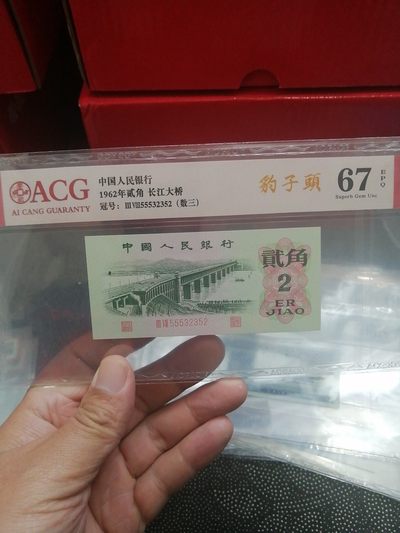 ACG
AI CANG GUARANTY
中国人民银行
1962年贰角 长江大桥
冠号: ⅢⅧ55532352 (数三)
豹子頭
67
EPQ
Superb Gem Unc
中國人民銀行
貳角
2
ER
JIAO
ⅢⅧ55532352